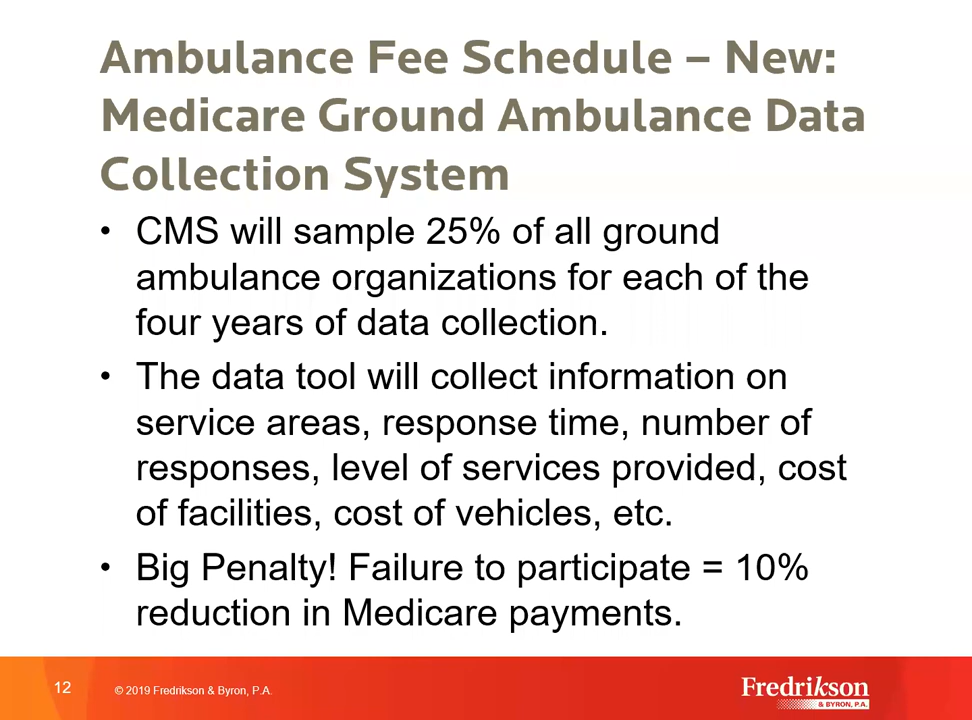 Ambulance Fee Schedule – New:
Medicare Ground Ambulance Data
Collection System
• CMS will sample 25% of all ground
ambulance organizations for each of the
four years of data collection.
• The data tool will collect information on
service areas, response time, number of
responses, level of services provided, cost
of facilities, cost of vehicles, etc.
• Big Penalty! Failure to participate = 10%
reduction in Medicare payments.
12
© 2019 Fredrikson & Byron, P.A.
Fredrikson
& BYRON, P.A.